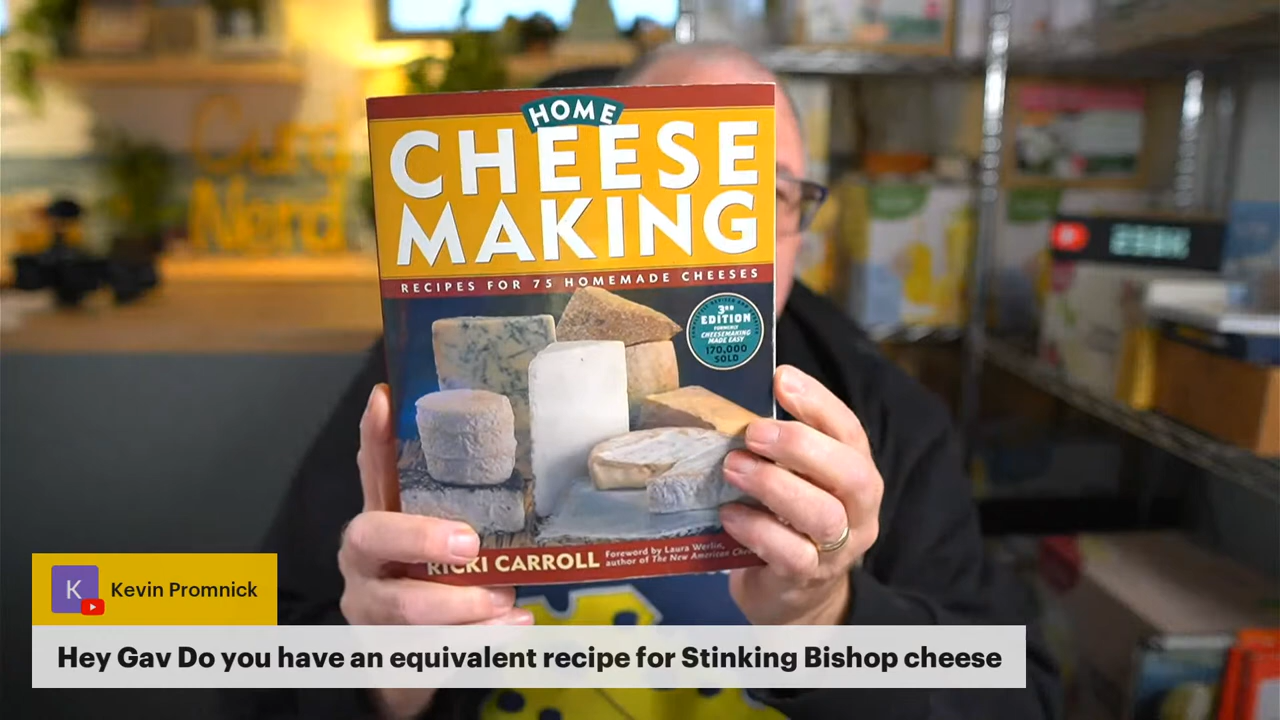 Curd
Nerd
HOME
CHEESE
MAKING
RECIPES FOR 75 HOMEMADE CHEESES
3RD
EDITION
FORMERLY
CHEESEMAKING
MADE EASY
170,000
SOLD
RICKI CARROLL
Foreword by Laura Werlin,
author of The New American
K
Kevin Promnick
Hey Gav Do you have an equivalent recipe for Stinking Bishop cheese